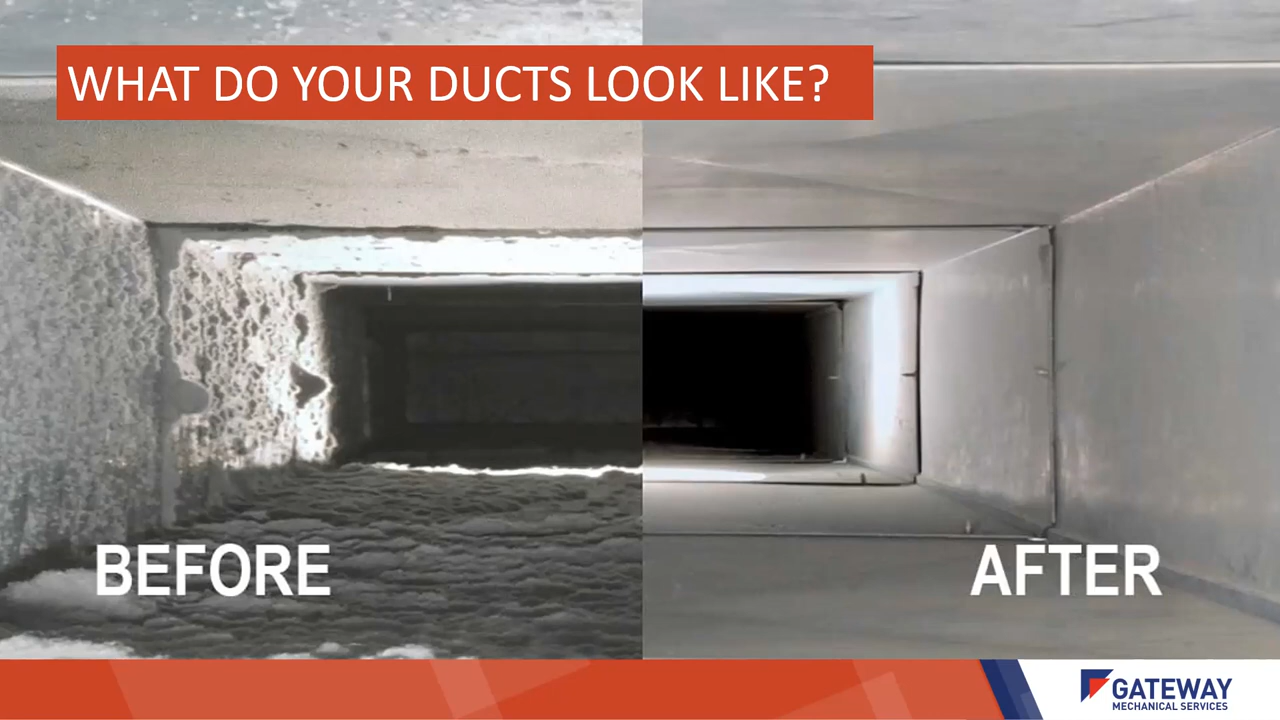 WHAT DO YOUR DUCTS LOOK LIKE?
BEFORE
AFTER
GATEWAY
MECHANICAL SERVICES